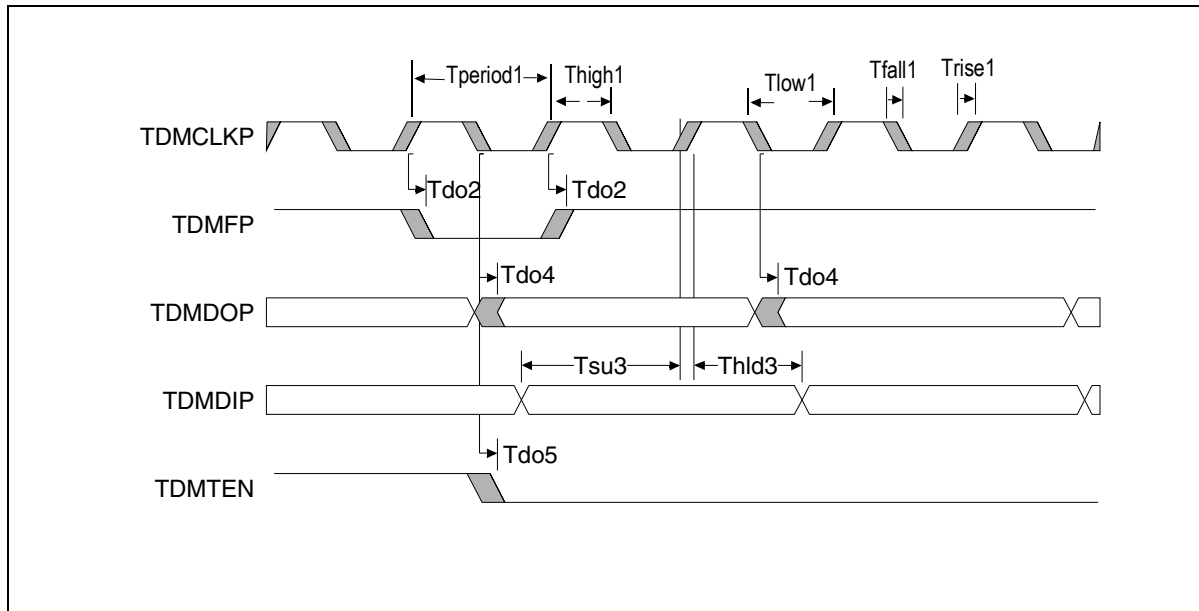 Tperiod1 Thigh1 Tlow1 Tfall1 Trise1
TDMCLKP
Tdo2 Tdo2
TDMFP
Tdo4 Tdo4
TDMDOP
Tsu3 Thld3
TDMDIP
Tdo5
TDMTEN